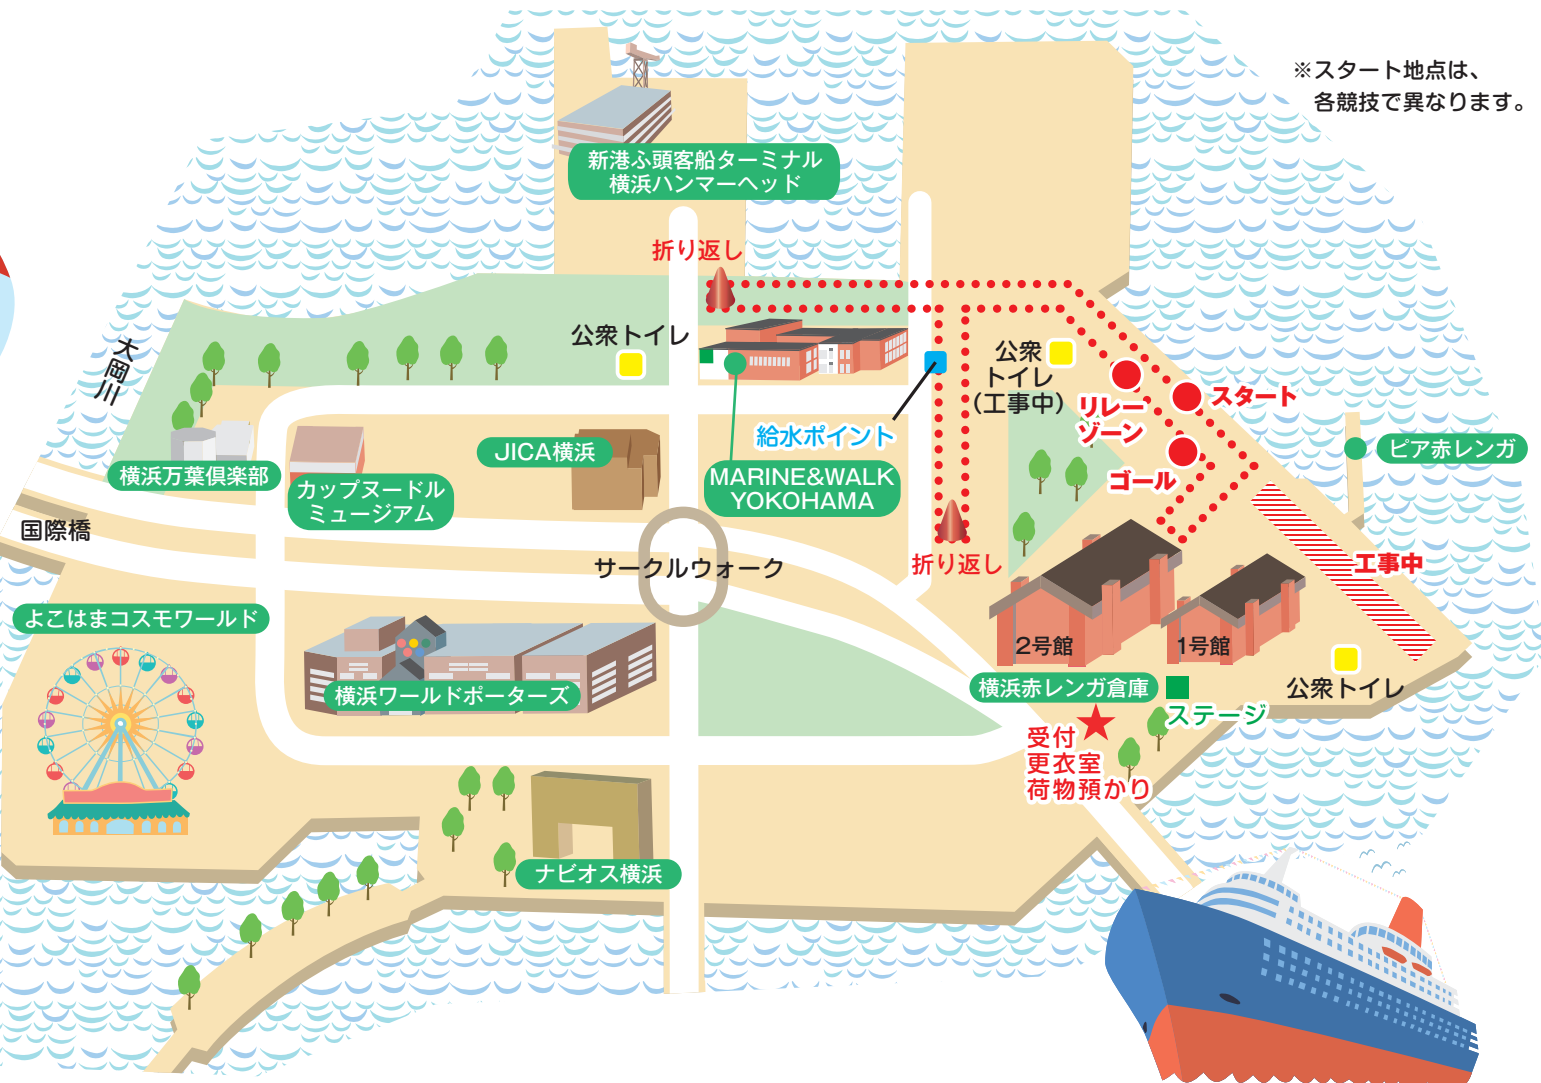 ※スタート地点は、
各競技で異なります。
新港ふ頭客船ターミナル
横浜ハンマーヘッド
折り返し
大岡川
公衆トイレ
公衆
トイレ
(工事中)
リレー
ゾーン
スタート
給水ポイント
ゴール
ピア赤レンガ
JICA横浜
横浜万葉倶楽部
カップヌードル
ミュージアム
MARINE&WALK
YOKOHAMA
国際橋
サークルウォーク
折り返し
工事中
よこはまコスモワールド
2号館
1号館
横浜ワールドポーターズ
横浜赤レンガ倉庫
公衆トイレ
ステージ
受付
更衣室
荷物預かり
ナビオス横浜